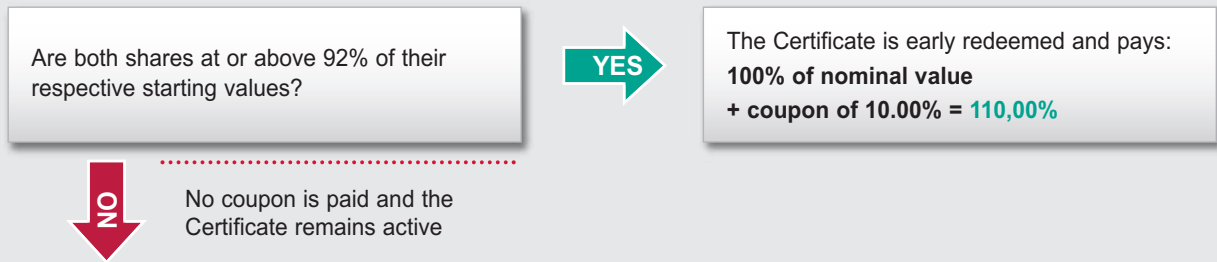 Are both shares at or above 92% of their
respective starting values?
YES
The Certificate is early redeemed and pays:
100% of nominal value
+ coupon of 10.00% = 110,00%
NO
No coupon is paid and the
Certificate remains active